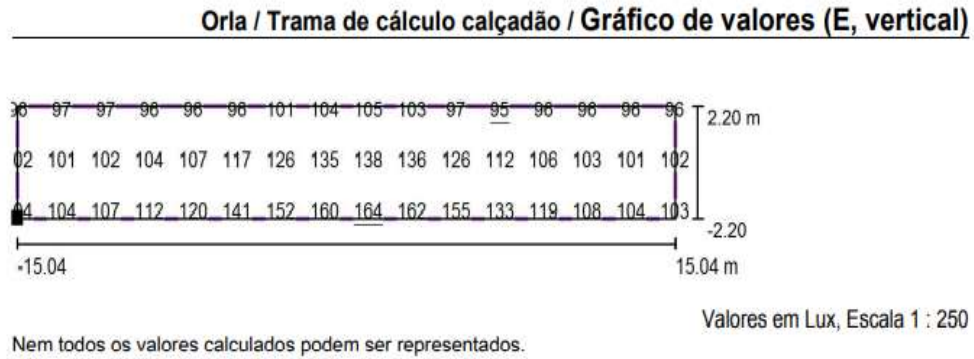 Orla / Trama de cálculo calçadão / Gráfico de valores (E, vertical)
97 97 96 96 96 101 104 105 103 97 95 96 96 96 96
2.20 m
02 101 102 104 107 117 126 135 138 136 126 112 106 103 101 102
04 104 107 112 120 141 152 160 164 162 155 133 119 108 104 103
-2.20
-15.04 15.04 m
Valores em Lux, Escala 1 : 250
Nem todos os valores calculados podem ser representados.